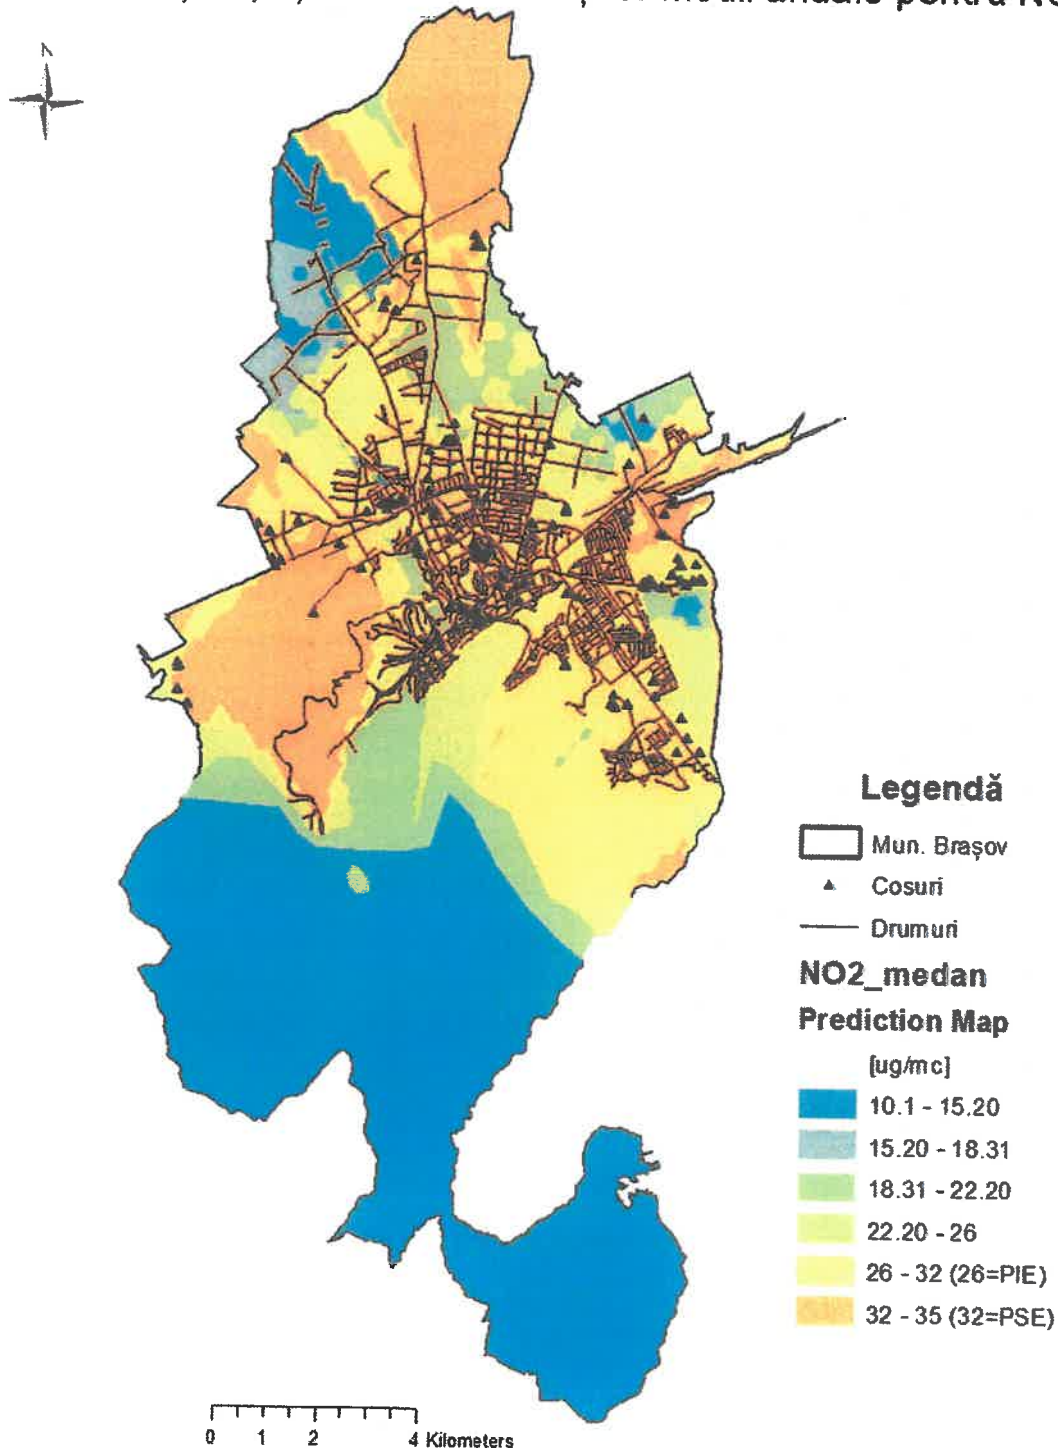 anuale pentru
N
Legendă
Mun. Brașov
Cosuri
Drumuri
NO2_medan
Prediction Map
[ug/mc]
10.1 - 15.20
15.20 - 18.31
18.31 - 22.20
22.20 - 26
26 - 32 (26=PIE)
32 - 35 (32=PSE)
0 1 2 4 Kilometers